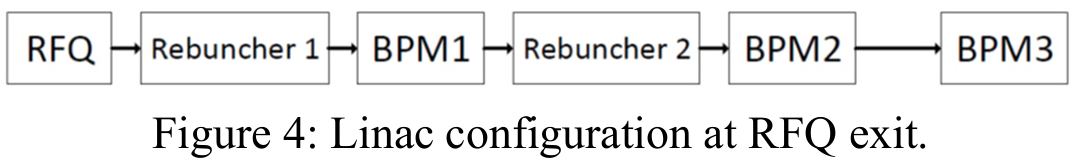 RFQ Rebuncher 1 BPM1 Rebuncher 2 BPM2 BPM3
Figure 4: Linac configuration at RFQ exit.